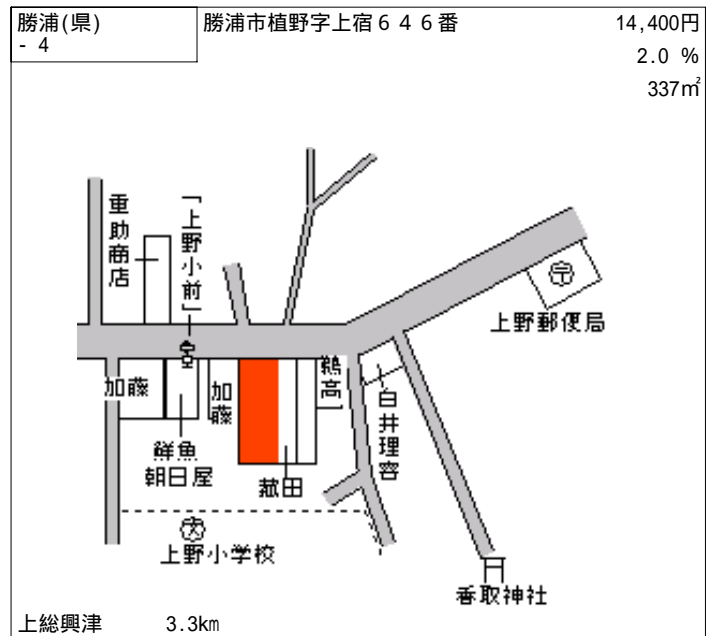 勝浦(県)
- 4
勝浦市植野字上宿６４６番
14,400円
2.0 %
337㎡
重助商店
「上野小前」
上野郵便局
加藤
鮮魚
朝日屋
加藤
鵜高
白井理容
菰田
上野小学校
香取神社
上総興津 3.3km